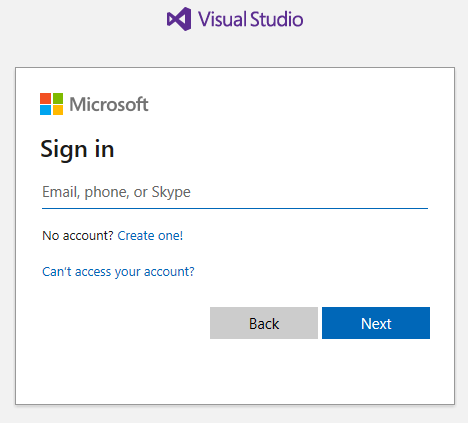 Visual Studio
Microsoft
Sign in
Email, phone, or Skype
No account? Create one!
Can't access your account?
Back
Next